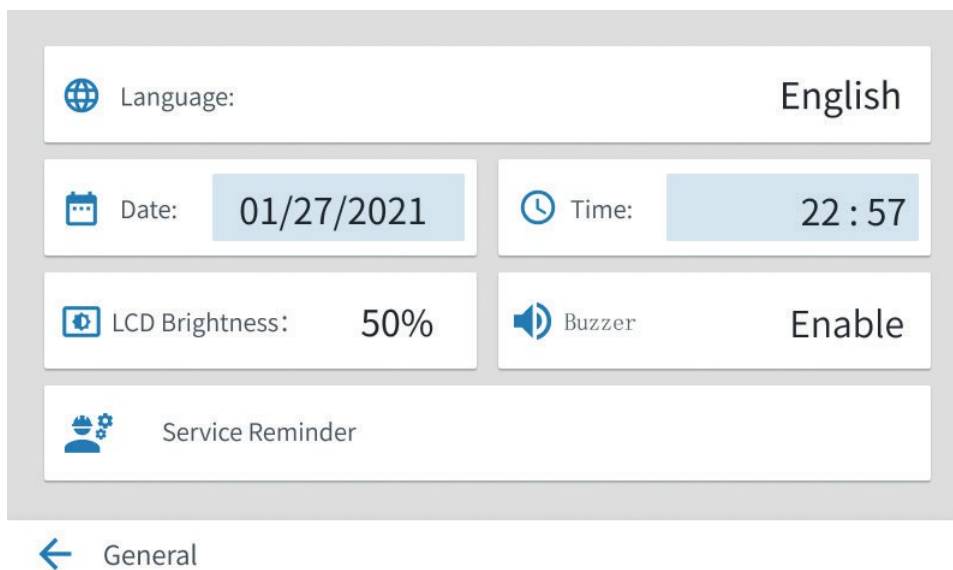 Language: English
Date: 01/27/2021 Time: 22 : 57
LCD Brightness: 50% Buzzer Enable
Service Reminder
General